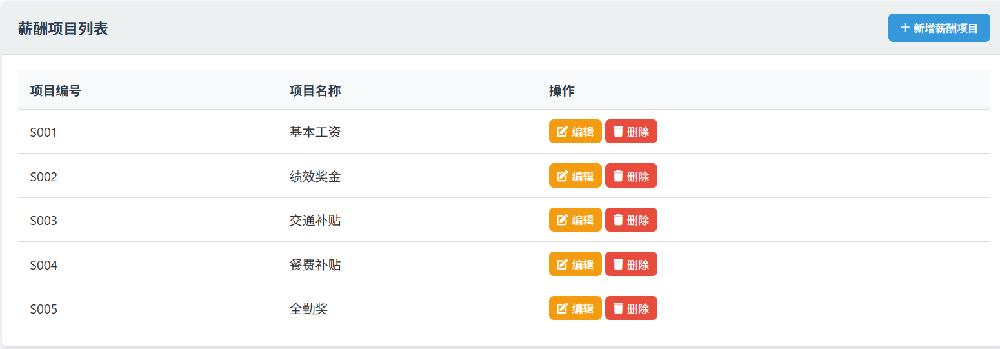 薪酬项目列表 新增薪酬项目
项目编号 项目名称 操作
S001 基本工资 编辑 删除
S002 绩效奖金 编辑 删除
S003 交通补贴 编辑 删除
S004 餐费补贴 编辑 删除
S005 全勤奖 编辑 删除